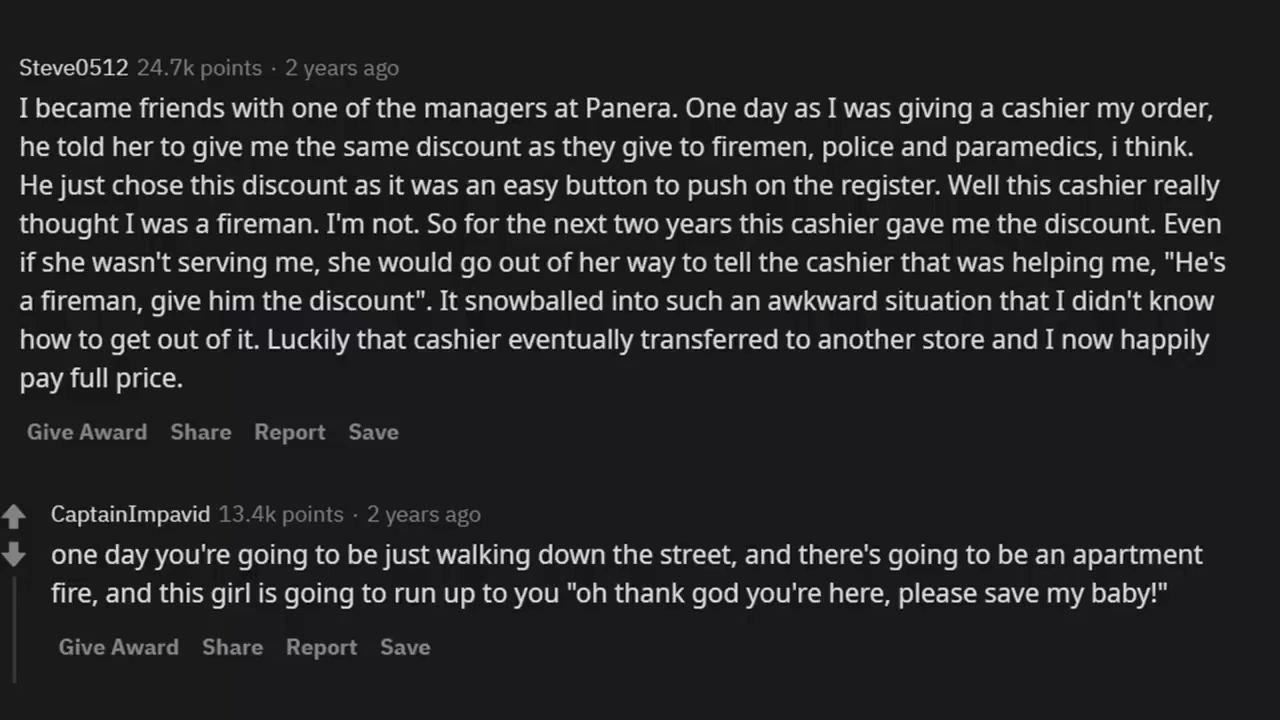 Steve0512 24.7k points · 2 years ago
I became friends with one of the managers at Panera. One day as I was giving a cashier my order,
he told her to give me the same discount as they give to firemen, police and paramedics, i think.
He just chose this discount as it was an easy button to push on the register. Well this cashier really
thought I was a fireman. I'm not. So for the next two years this cashier gave me the discount. Even
if she wasn't serving me, she would go out of her way to tell the cashier that was helping me, "He's
a fireman, give him the discount". It snowballed into such an awkward situation that I didn't know
how to get out of it. Luckily that cashier eventually transferred to another store and I now happily
pay full price.
Give Award Share Report Save
CaptainImpavid 13.4k points · 2 years ago
one day you're going to be just walking down the street, and there's going to be an apartment
fire, and this girl is going to run up to you "oh thank god you're here, please save my baby!"
Give Award Share Report Save